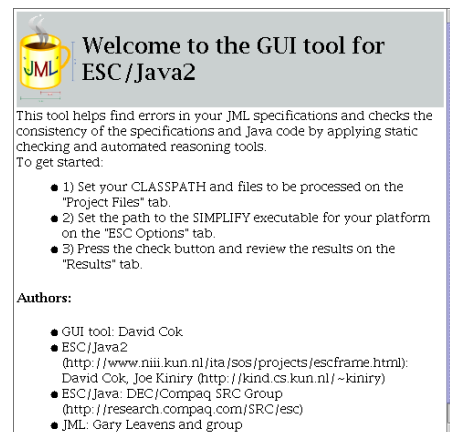 JML
Welcome to the GUI tool for
ESC/Java2
This tool helps find errors in your JML specifications and checks the
consistency of the specifications and Java code by applying static
checking and automated reasoning tools.
To get started:
● 1) Set your CLASSPATH and files to be processed on the
"Project Files" tab.
● 2) Set the path to the SIMPLIFY executable for your platform
on the "ESC Options" tab.
● 3) Press the check button and review the results on the
"Results" tab.
Authors:
● GUI tool: David Cok
● ESC/Java2
(http://www.niii.kun.nl/ita/sos/projects/escframe.html):
David Cok, Joe Kiniry (http://kind.cs.kun.nl/~kiniry)
● ESC/Java: DEC/Compaq SRC Group
(http://research.compaq.com/SRC/esc)
● JML: Gary Leavens and group